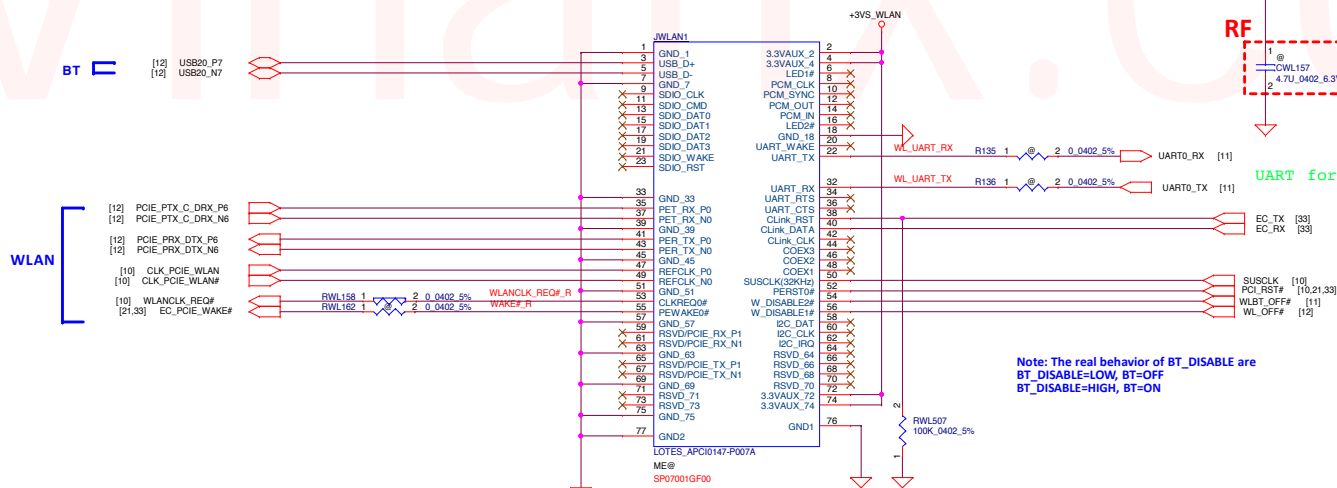 +3VS_WLAN
RF
JWLAN1
1 GND_1 3.3VAUX_2 2
BT [12] USB20_P7 3 USB_D+ 3.3VAUX_4 4
[12] USB20_N7 5 USB_D- LED1# 6
7 GND_7 PCM_CLK 8
9 SDIO_CLK PCM_SYNC 10
11 SDIO_CMD PCM_OUT 12
13 SDIO_DAT0 PCM_IN 14
15 SDIO_DAT1 LED2# 16
17 SDIO_DAT2 GND_18 18
19 SDIO_DAT3 UART_WAKE 20
21 SDIO_WAKE UART_TX 22 WL_UART_RX R135 1 @ 2 0_0402_5% UART0_RX [11]
23 SDIO_RST
1 @
CWL157
4.7U_0402_6.3V
2
UART for
UART_RX 32 WL_UART_TX R136 1 @ 2 0_0402_5% UART0_TX [11]
33 GND_33 UART_RTS 34
[12] PCIE_PTX_C_DRX_P6 35 PET_RX_P0 UART_CTS 36
[12] PCIE_PTX_C_DRX_N6 37 PET_RX_N0 CLink_RST 38 EC_TX [33]
39 GND_39 CLink_DATA 40 EC_RX [33]
[12] PCIE_PRX_DTX_P6 41 PER_TX_P0 CLink_CLK 42
[12] PCIE_PRX_DTX_N6 43 PER_TX_N0 COEX3 44
WLAN 45 GND_45 COEX2 46
[10] CLK_PCIE_WLAN 47 REFCLK_P0 COEX1 48
[10] CLK_PCIE_WLAN# 49 REFCLK_N0 SUSCLK(32KHz) 50 SUSCLK [10]
51 GND_51 PERST0# 52 PCI_RST# [10,21,33]
[10] WLANCLK_REQ# RWL158 1 2 0_0402_5% WLANCLK_REQ#_R 53 CLKREQ0# W_DISABLE2# 54 WLBT_OFF# [11]
[21,33] EC_PCIE_WAKE# RWL162 1 @ 2 0_0402_5% WAKE#_R 55 PEWAKE0# W_DISABLE1# 56 WL_OFF# [12]
57 GND_57 I2C_DAT 58
59 RSVD/PCIE_RX_P1 I2C_CLK 60
61 RSVD/PCIE_RX_N1 I2C_IRQ 62
63 GND_63 RSVD_64 64
65 RSVD/PCIE_TX_P1 RSVD_66 66
67 RSVD/PCIE_TX_N1 RSVD_68 68
69 GND_69 RSVD_70 70
71 RSVD_71 3.3VAUX_72 72
73 RSVD_73 3.3VAUX_74 74
75 GND_75
77 GND2 GND1 76
Note: The real behavior of BT_DISABLE are
BT_DISABLE=LOW, BT=OFF
BT_DISABLE=HIGH, BT=ON
2
RWL507
100K_0402_5%
1
LOTES_APCI0147-P007A
ME@
SP07001GF00